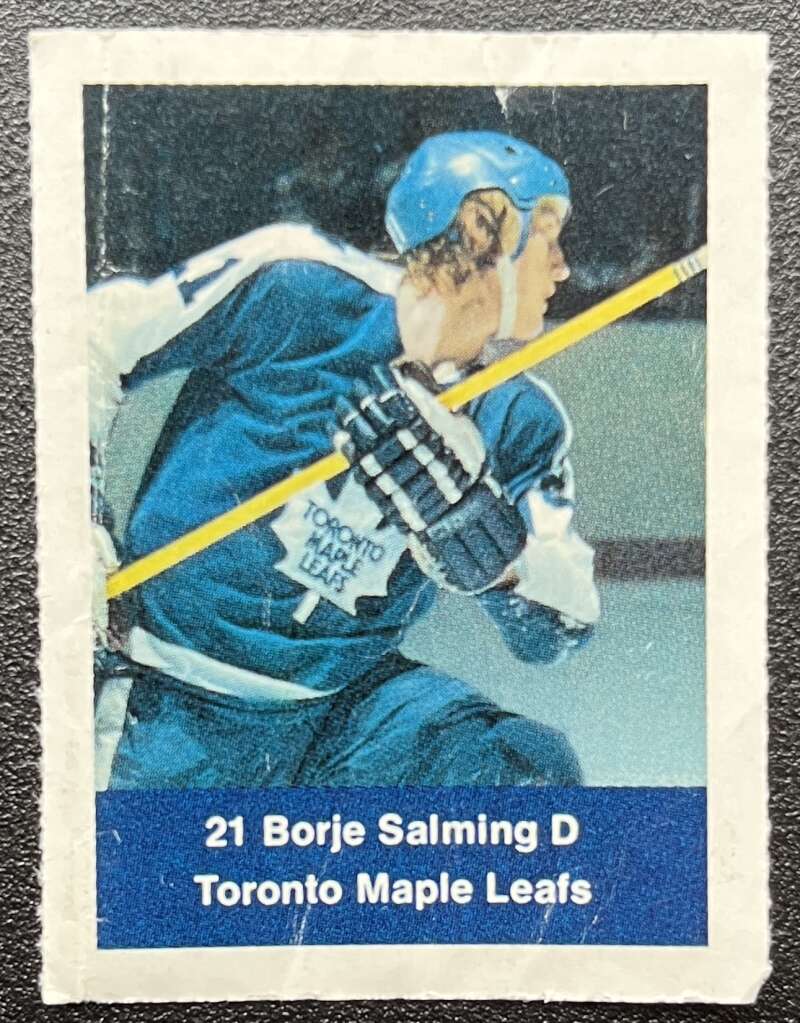 TORONTO
MAPLE
LEAFS
21 Borje Salming D
Toronto Maple Leafs